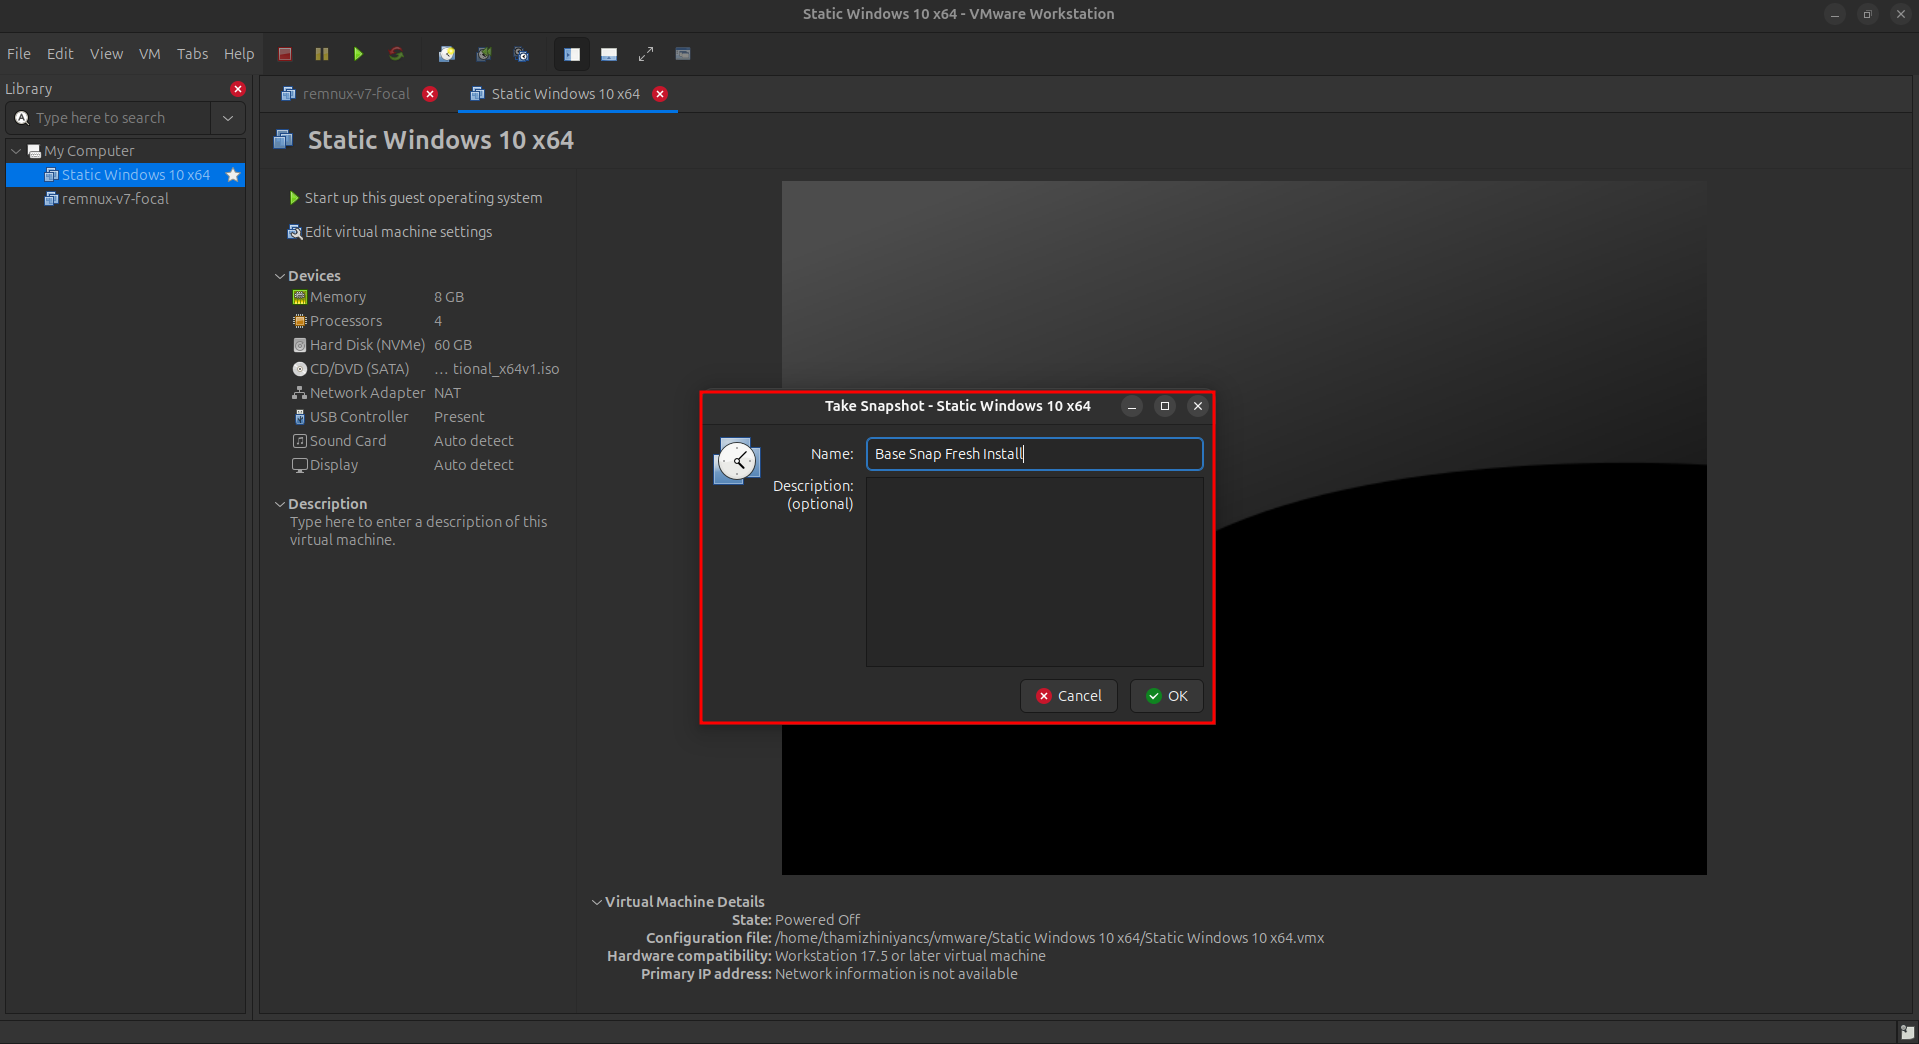 Static Windows 10 x64 - VMware Workstation
File Edit View VM Tabs Help
Library
Type here to search
My Computer
Static Windows 10 x64
remnux-v7-focal
remnux-v7-focal
Static Windows 10 x64
Static Windows 10 x64
Start up this guest operating system
Edit virtual machine settings
Devices
Memory 8 GB
Processors 4
Hard Disk (NVMe) 60 GB
CD/DVD (SATA) ... tional_x64v1.iso
Network Adapter NAT
USB Controller Present
Sound Card Auto detect
Display Auto detect
Description
Type here to enter a description of this
virtual machine.
Take Snapshot - Static Windows 10 x64
Name: Base Snap Fresh Install
Description:
(optional)
Cancel OK
Virtual Machine Details
State: Powered Off
Configuration file: /home/thamizhiniyancs/vmware/Static Windows 10 x64/Static Windows 10 x64.vmx
Hardware compatibility: Workstation 17.5 or later virtual machine
Primary IP address: Network information is not available